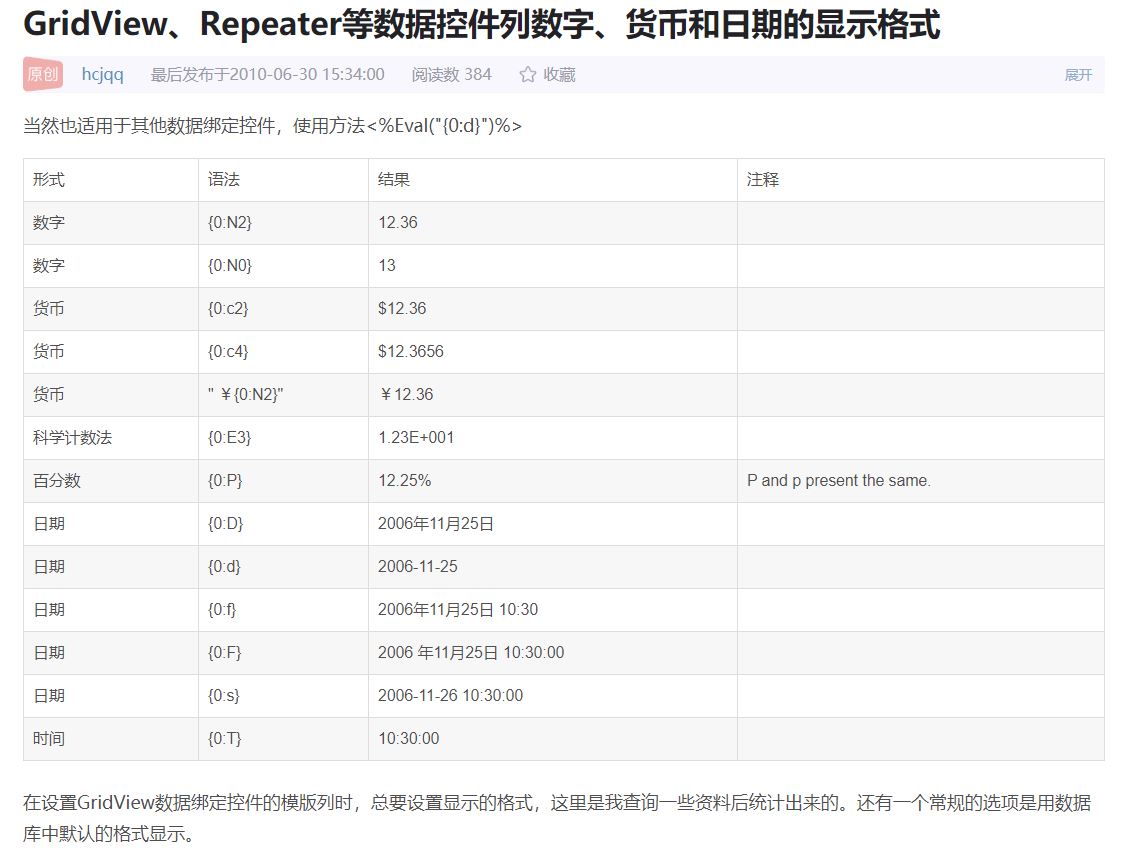 GridView、Repeater等数据控件列数字、货币和日期的显示格式
原创 hcjqq 最后发布于2010-06-30 15:34:00 阅读数 384 ☆ 收藏 展开
当然也适用于其他数据绑定控件，使用方法<%Eval("{0:d}")%>
形式 语法 结果 注释
数字 {0:N2} 12.36
数字 {0:N0} 13
货币 {0:c2} $12.36
货币 {0:c4} $12.3656
货币 "￥{0:N2}" ￥12.36
科学计数法 {0:E3} 1.23E+001
百分数 {0:P} 12.25% P and p present the same.
日期 {0:D} 2006年11月25日
日期 {0:d} 2006-11-25
日期 {0:f} 2006年11月25日 10:30
日期 {0:F} 2006 年11月25日 10:30:00
日期 {0:s} 2006-11-26 10:30:00
时间 {0:T} 10:30:00
在设置GridView数据绑定控件的模版列时，总要设置显示的格式，这里是我查询一些资料后统计出来的。还有一个常规的选项是用数据
库中默认的格式显示。